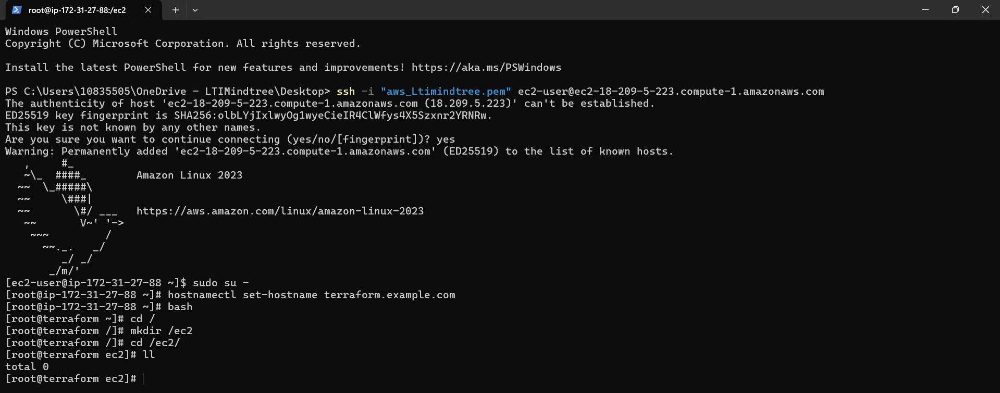 root@ip-172-31-27-88:/ec2
Windows PowerShell
Copyright (C) Microsoft Corporation. All rights reserved.
Install the latest PowerShell for new features and improvements! https://aka.ms/PSWindows
PS C:\Users\10835505\OneDrive - LTIMindtree\Desktop> ssh -i "aws_Ltimindtree.pem" ec2-user@ec2-18-209-5-223.compute-1.amazonaws.com
The authenticity of host 'ec2-18-209-5-223.compute-1.amazonaws.com (18.209.5.223)' can't be established.
ED25519 key fingerprint is SHA256:olbLYjIxlwyOg1wyeCieIR4ClWfys4X5Szxnr2YRNRw.
This key is not known by any other names.
Are you sure you want to continue connecting (yes/no/[fingerprint])? yes
Warning: Permanently added 'ec2-18-209-5-223.compute-1.amazonaws.com' (ED25519) to the list of known hosts.
   ,     #_
   ~\_  ####_        Amazon Linux 2023
  ~~  \_#####\
  ~~     \###|
  ~~       \#/ ___   https://aws.amazon.com/linux/amazon-linux-2023
   ~~       V~' '->
    ~~~         /
      ~~._.   _/
         _/ _/
       _/m/'
[ec2-user@ip-172-31-27-88 ~]$ sudo su -
[root@ip-172-31-27-88 ~]# hostnamectl set-hostname terraform.example.com
[root@ip-172-31-27-88 ~]# bash
[root@terraform ~]# cd /
[root@terraform /]# mkdir /ec2
[root@terraform /]# cd /ec2/
[root@terraform ec2]# ll
total 0
[root@terraform ec2]#